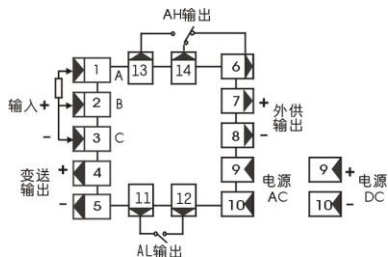 AH输出
1 A 13 14 6
输入 + 2 B 7 + 外供
- 3 C 8 - 输出
变送 + 4 11 12 9 电源 9 + 电源
输出 - 5 10 AC 10 - DC
AL输出